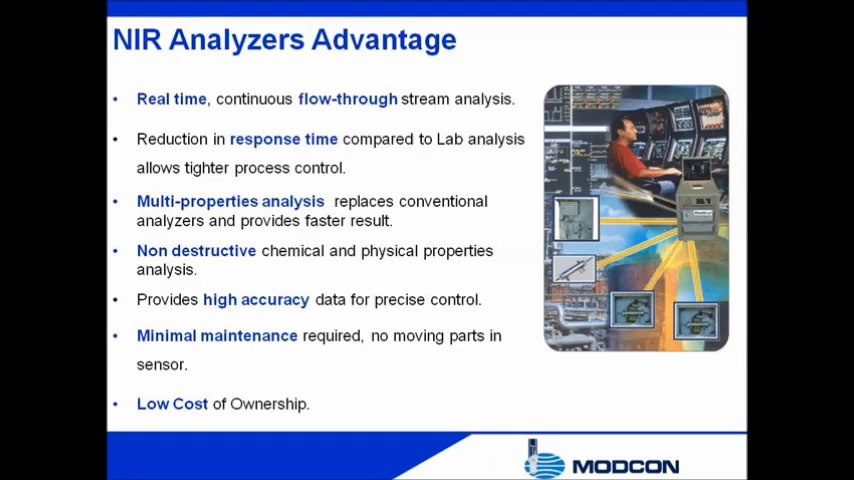 NIR Analyzers Advantage
• Real time, continuous flow-through stream analysis.
• Reduction in response time compared to Lab analysis
allows tighter process control.
• Multi-properties analysis replaces conventional
analyzers and provides faster result.
• Non destructive chemical and physical properties
analysis.
• Provides high accuracy data for precise control.
• Minimal maintenance required, no moving parts in
sensor.
• Low Cost of Ownership.
MODCON